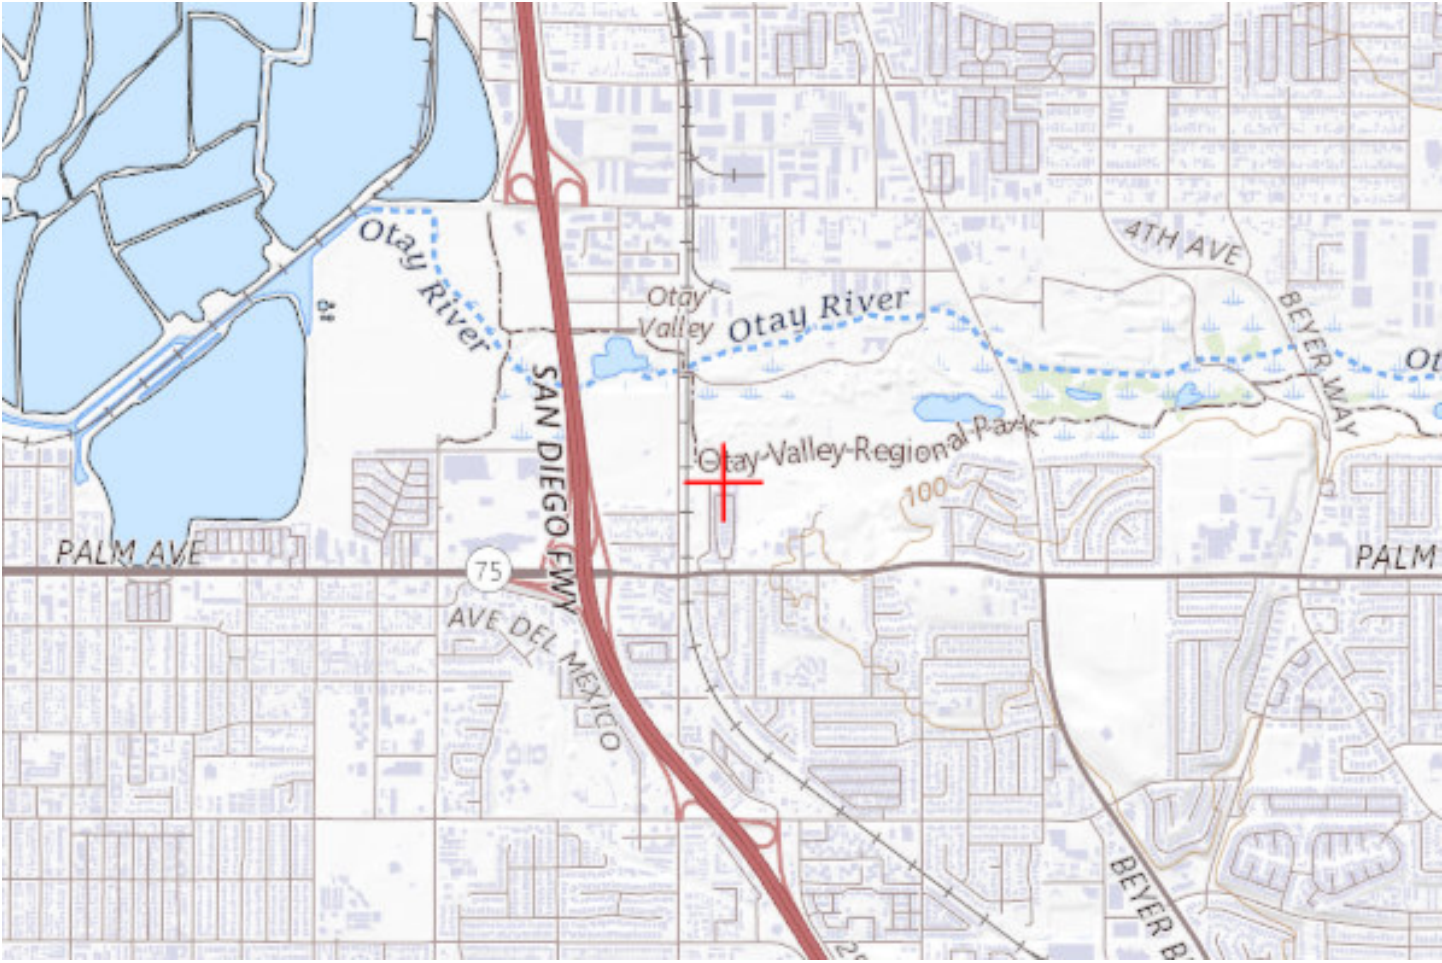 Otay River
4TH AVE
Otay
Valley
Otay River
BEYER WAY
Ot
SAN DIEGO FWY
Otay-Valley-Regional-Park
100
PALM AVE
PALM
75
AVE DEL MEXICO
BEYER B